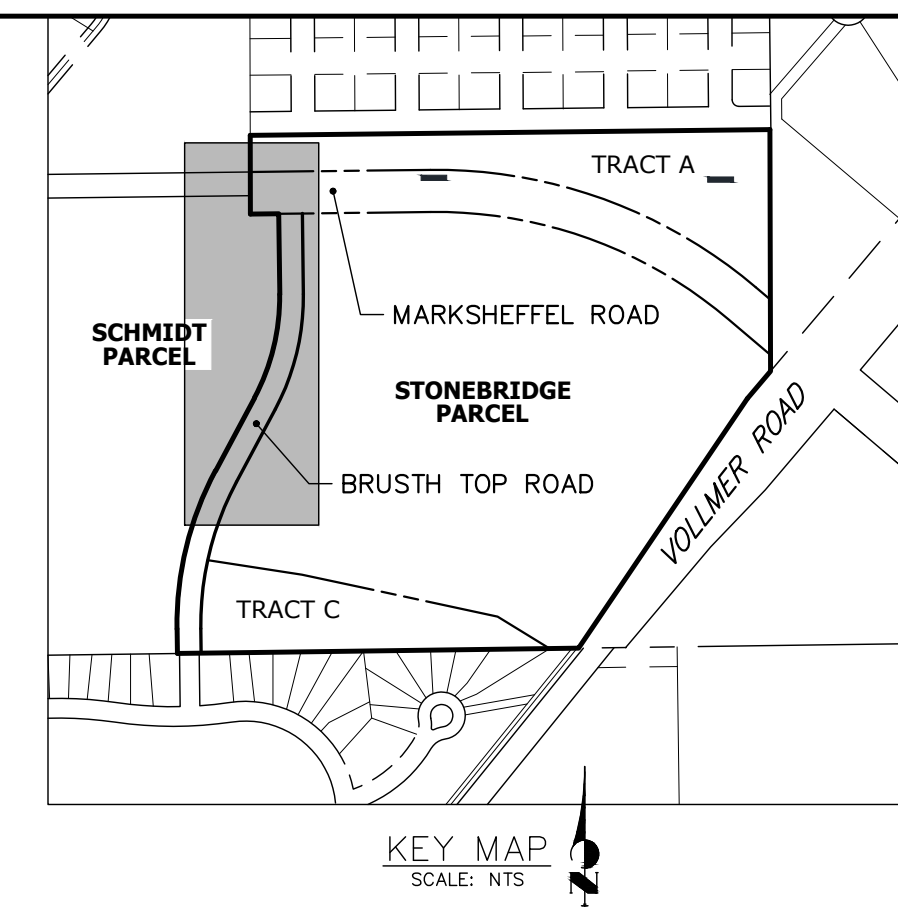 TRACT A
MARKSHEFFEL ROAD
SCHMIDT
PARCEL
STONEBRIDGE
PARCEL
BRUSTH TOP ROAD
VOLLMER ROAD
TRACT C
KEY MAP
SCALE: NTS
N